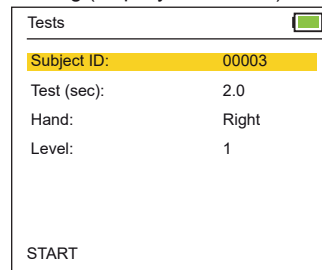 Tests
Subject ID: 00003
Test (sec): 2.0
Hand: Right
Level: 1
START